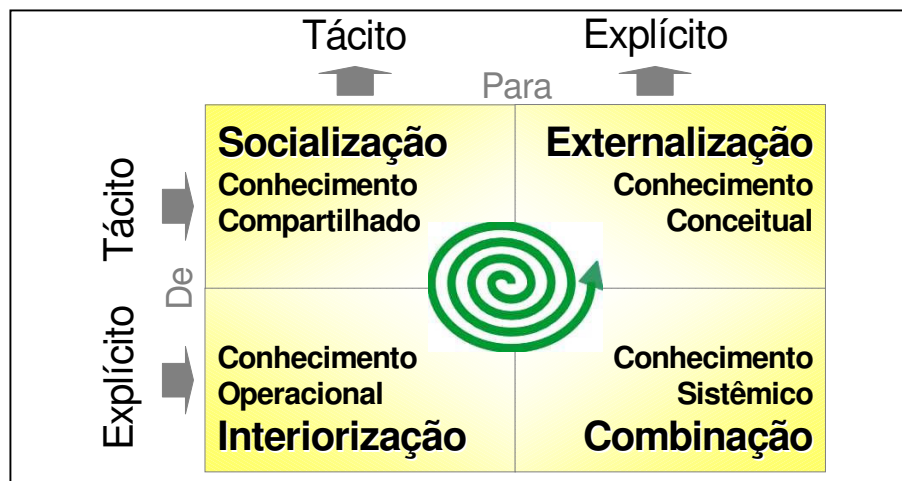 Tácito
Explícito
Para
De
Tácito
Explícito
Socialização
Conhecimento
Compartilhado
Externalização
Conhecimento
Conceitual
Conhecimento
Operacional
Interiorização
Conhecimento
Sistêmico
Combinação